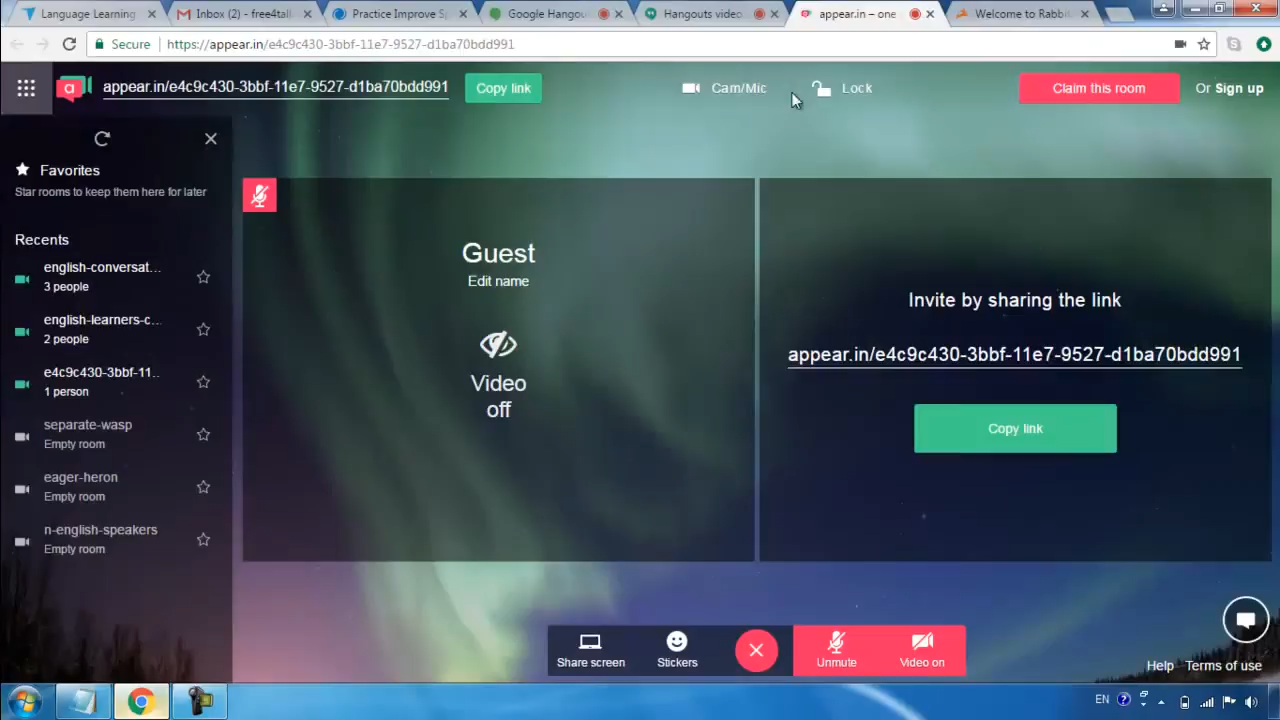 Language Learning
Inbox (2) - free4tall
Practice Improve S
Google Hangou
Hangouts video
appear.in – one
Welcome to Rabbi
Secure
https://appear.in/e4c9c430-3bbf-11e7-9527-d1ba70bdd991
appear.in/e4c9c430-3bbf-11e7-9527-d1ba70bdd991
Copy link
Cam/Mic
Lock
Claim this room
Or Sign up
Favorites
Star rooms to keep them here for later
Recents
english-conversat...
3 people
english-learners-c...
2 people
e4c9c430-3bbf-11...
1 person
separate-wasp
Empty room
eager-heron
Empty room
n-english-speakers
Empty room
Guest
Edit name
Video
off
Invite by sharing the link
appear.in/e4c9c430-3bbf-11e7-9527-d1ba70bdd991
Copy link
Share screen
Stickers
Unmute
Video on
Help
Terms of use
EN